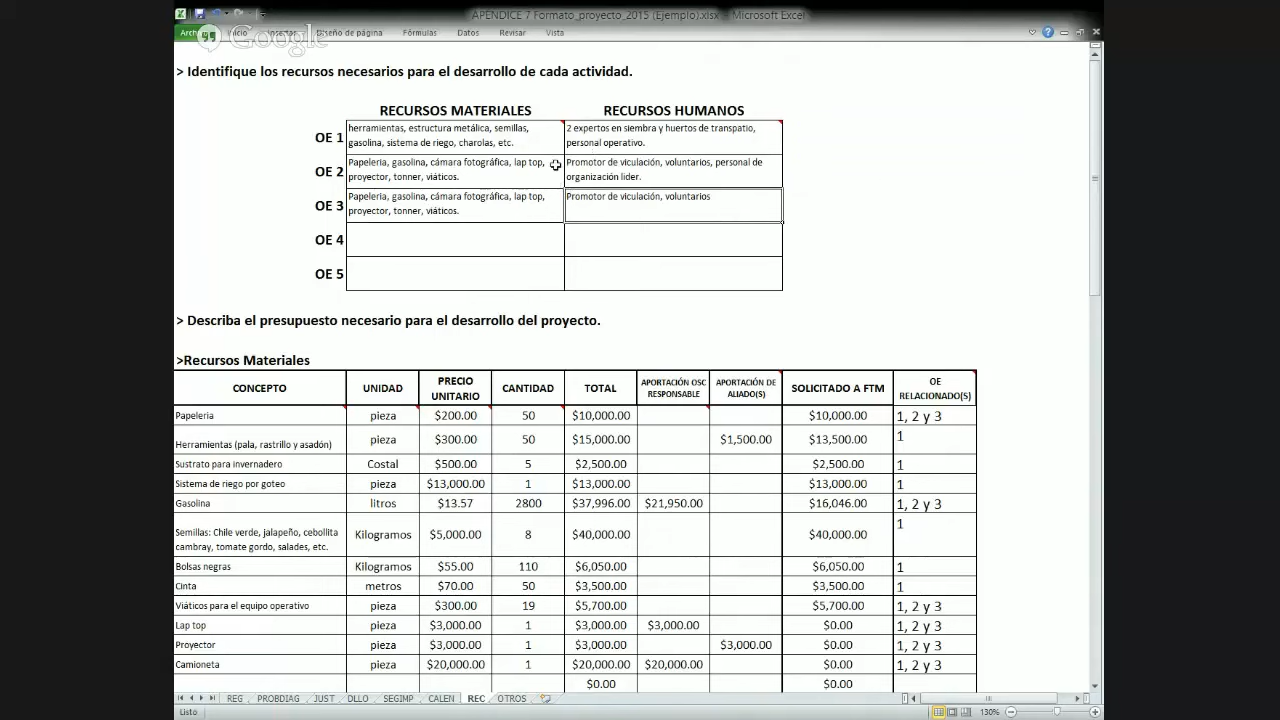 APENDICE 7 Formato_proyecto_2015 (Ejemplo).xlsx - Microsoft Excel
Archivo Inicio Insertar Diseño de página Fórmulas Datos Revisar Vista
Google
> Identifique los recursos necesarios para el desarrollo de cada actividad.
RECURSOS MATERIALES RECURSOS HUMANOS
OE 1 herramientas, estructura metálica, semillas, gasolina, sistema de riego, charolas, etc. 2 expertos en siembra y huertos de transpatio, personal operativo.
OE 2 Papeleria, gasolina, cámara fotográfica, lap top, proyector, tonner, viáticos. Promotor de viculación, voluntarios, personal de organización lider.
OE 3 Papeleria, gasolina, cámara fotográfica, lap top, proyector, tonner, viáticos. Promotor de viculación, voluntarios
OE 4
OE 5
> Describa el presupuesto necesario para el desarrollo del proyecto.
>Recursos Materiales
CONCEPTO UNIDAD PRECIO UNITARIO CANTIDAD TOTAL APORTACIÓN OSC RESPONSABLE APORTACIÓN DE ALIADO(S) SOLICITADO A FTM OE RELACIONADO(S)
Papeleria pieza $200.00 50 $10,000.00 $10,000.00 1, 2 y 3
Herramientas (pala, rastrillo y asadón) pieza $300.00 50 $15,000.00 $1,500.00 $13,500.00 1
Sustrato para invernadero Costal $500.00 5 $2,500.00 $2,500.00 1
Sistema de riego por goteo pieza $13,000.00 1 $13,000.00 $13,000.00 1
Gasolina litros $13.57 2800 $37,996.00 $21,950.00 $16,046.00 1, 2 y 3
Semillas: Chile verde, jalapeño, cebollita cambray, tomate gordo, salades, etc. Kilogramos $5,000.00 8 $40,000.00 $40,000.00 1
Bolsas negras Kilogramos $55.00 110 $6,050.00 $6,050.00 1
Cinta metros $70.00 50 $3,500.00 $3,500.00 1
Viáticos para el equipo operativo pieza $300.00 19 $5,700.00 $5,700.00 1, 2 y 3
Lap top pieza $3,000.00 1 $3,000.00 $3,000.00 $0.00 1, 2 y 3
Proyector pieza $3,000.00 1 $3,000.00 $3,000.00 $0.00 1, 2 y 3
Camioneta pieza $20,000.00 1 $20,000.00 $20,000.00 $0.00 1, 2 y 3
$0.00 $0.00
REG PROBDIAG JUST DLLO SEGIMP CALEN REC OTROS
Listo 130%